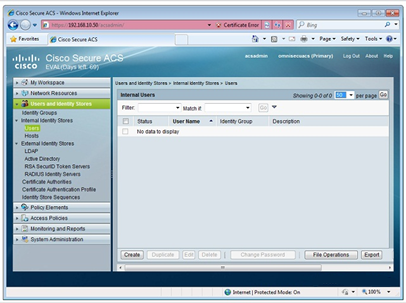 Cisco Secure ACS - Windows Internet Explorer
https://192.168.10.50/acsadmin/
Certificate Error
Bing
Favorites
Cisco Secure ACS
Page
Safety
Tools
CISCO
Cisco Secure ACS
EVAL(Days left: 69)
acsadmin
omnisecuacs (Primary)
Log Out
About
Help
My Workspace
Network Resources
Users and Identity Stores
Identity Groups
Internal Identity Stores
Users
Hosts
External Identity Stores
LDAP
Active Directory
RSA SecurID Token Servers
RADIUS Identity Servers
Certificate Authorities
Certificate Authentication Profile
Identity Store Sequences
Policy Elements
Access Policies
Monitoring and Reports
System Administration
Users and Identity Stores > Internal Identity Stores > Users
Internal Users
Showing 0-0 of 0
50
per page
Go
Filter:
Match if:
Go
Status
User Name
Identity Group
Description
No data to display
Create
Duplicate
Edit
Delete
Change Password
File Operations
Export
Internet | Protected Mode: On
100%